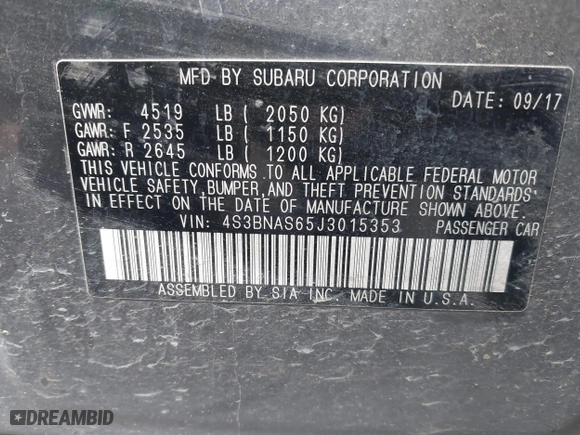 MFD BY SUBARU CORPORATION
DATE: 09/17
GVWR: 4519 LB ( 2050 KG)
GAWR: F 2535 LB ( 1150 KG)
GAWR: R 2645 LB ( 1200 KG)
THIS VEHICLE CONFORMS TO ALL APPLICABLE FEDERAL MOTOR
VEHICLE SAFETY, BUMPER, AND THEFT PREVENTION STANDARDS
IN EFFECT ON THE DATE OF MANUFACTURE SHOWN ABOVE.
VIN: 4S3BNAS65J3015353 PASSENGER CAR
ASSEMBLED BY SIA INC. MADE IN U.S.A.
DREAMBID